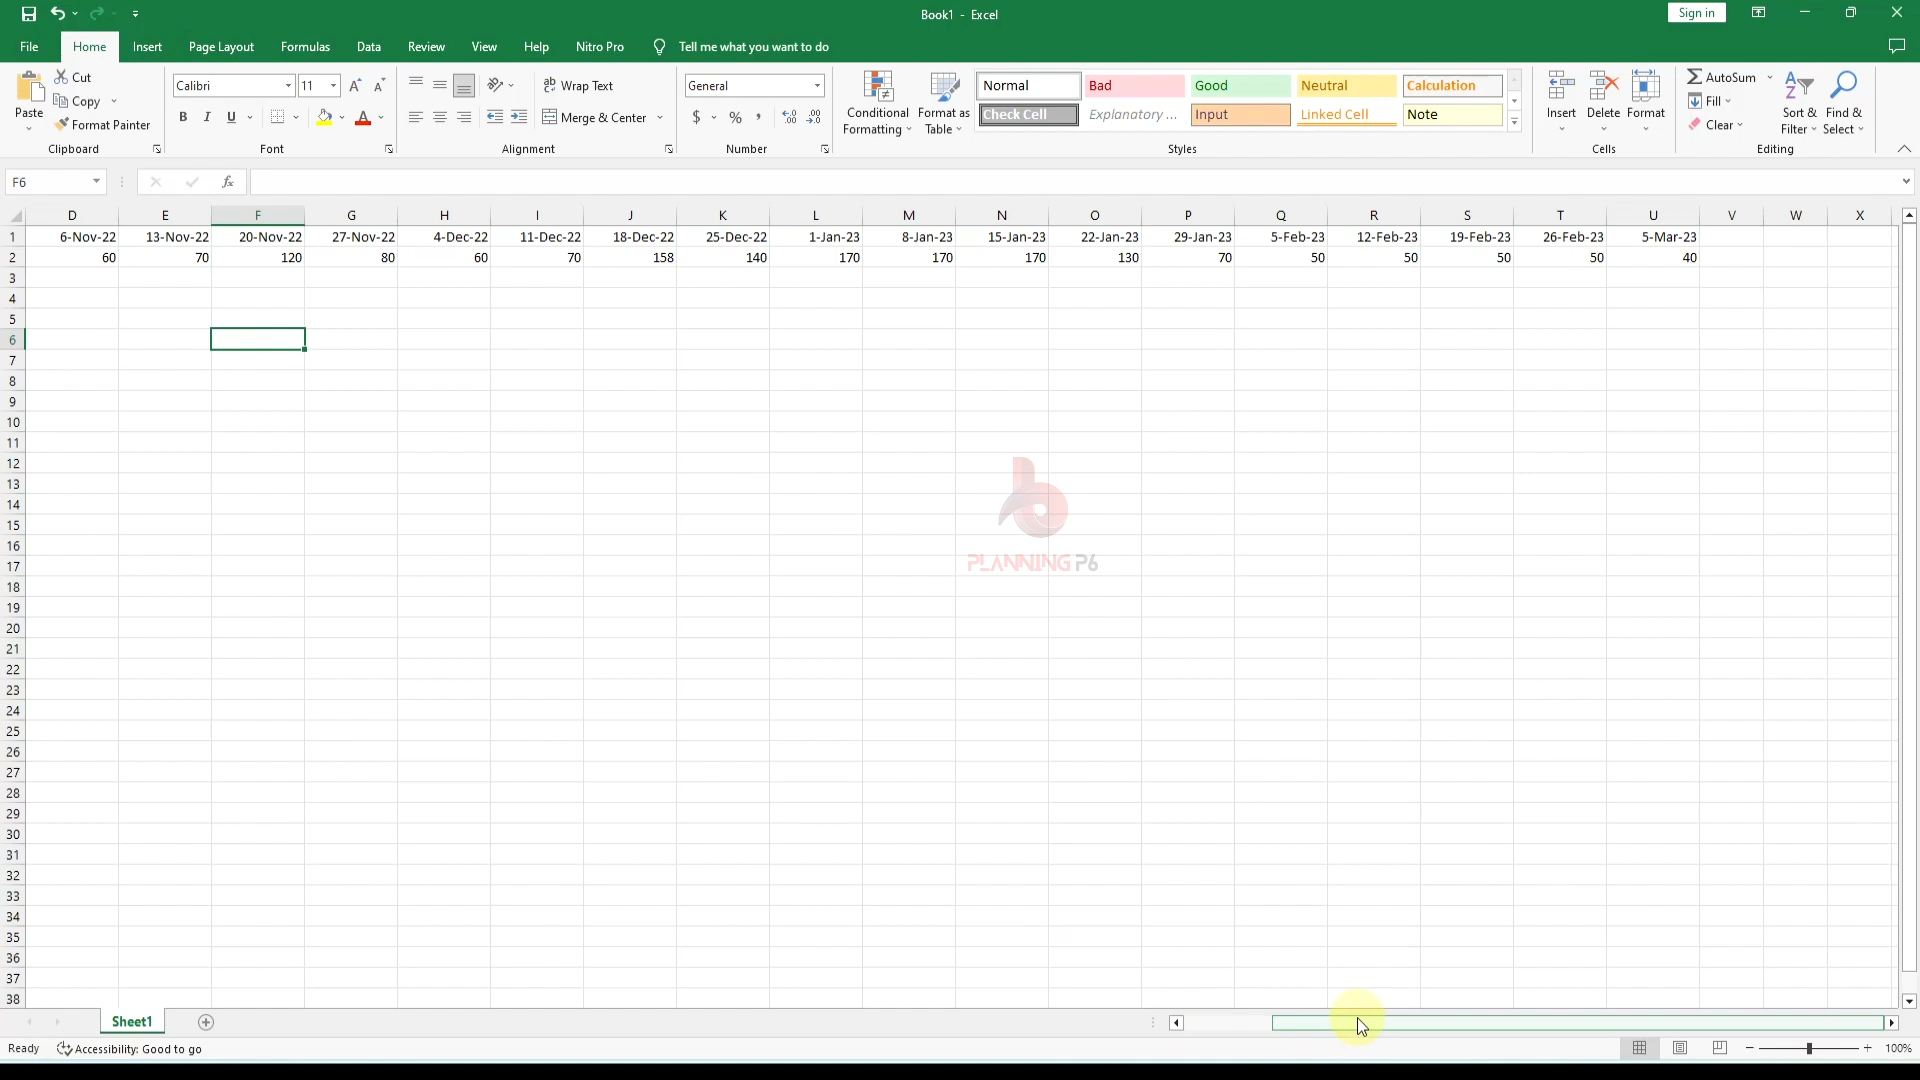 Book1 - Excel
Sign in
File Home Insert Page Layout Formulas Data Review View Help Nitro Pro Tell me what you want to do
Paste
Cut
Copy
Format Painter
Clipboard
Calibri 11
B I U
Font
Wrap Text
Merge & Center
Alignment
General
$ % ,
Number
Conditional Formatting
Format as Table
Normal Bad Good Neutral Calculation
Check Cell Explanatory ... Input Linked Cell Note
Styles
Insert Delete Format
Cells
AutoSum
Fill
Clear
Sort & Filter
Find & Select
Editing
F6
fx
D E F G H I J K L M N O P Q R S T U V W X
1 6-Nov-22 13-Nov-22 20-Nov-22 27-Nov-22 4-Dec-22 11-Dec-22 18-Dec-22 25-Dec-22 1-Jan-23 8-Jan-23 15-Jan-23 22-Jan-23 29-Jan-23 5-Feb-23 12-Feb-23 19-Feb-23 26-Feb-23 5-Mar-23
2 60 70 120 80 60 70 158 140 170 170 170 130 70 50 50 50 50 40
3
4
5
6
7
8
9
10
11
12
13
14
15
16
17
PLANNING P6
18
19
20
21
22
23
24
25
26
27
28
29
30
31
32
33
34
35
36
37
38
Sheet1
Ready Accessibility: Good to go
100%